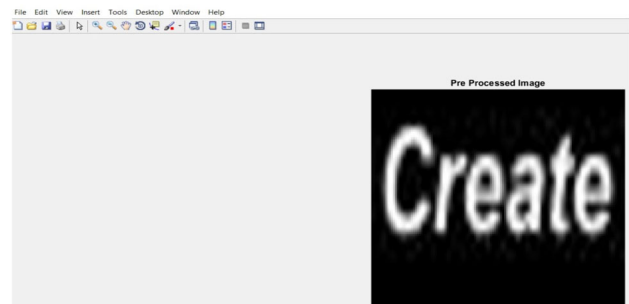 File Edit View Insert Tools Desktop Window Help
Pre Processed Image
Create